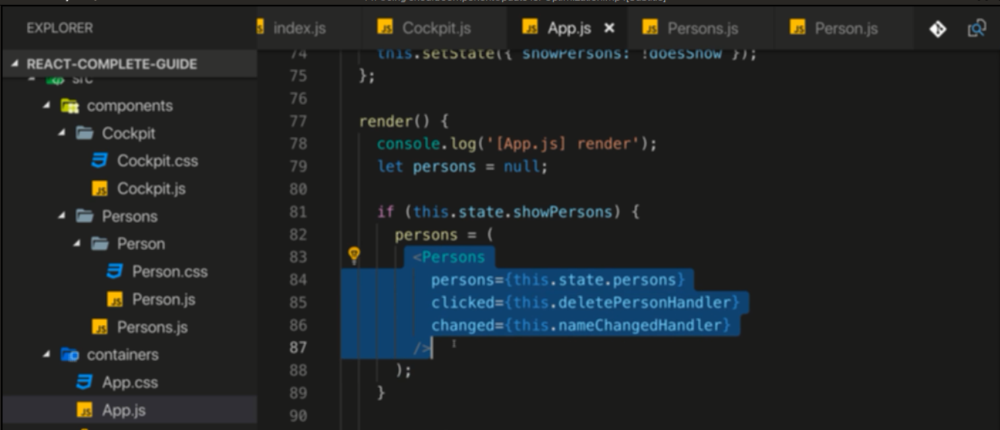 EXPLORER
index.js
Cockpit.js
App.js
Persons.js
Person.js
REACT-COMPLETE-GUIDE
src
components
Cockpit
Cockpit.css
Cockpit.js
Persons
Person
Person.css
Person.js
Persons.js
containers
App.css
App.js
74 this.setState({ showPersons: !doesShow });
75 };
76
77 render() {
78 console.log('[App.js] render');
79 let persons = null;
80
81 if (this.state.showPersons) {
82 persons = (
83 <Persons
84 persons={this.state.persons}
85 clicked={this.deletePersonHandler}
86 changed={this.nameChangedHandler}
87 />
88 );
89 }
90